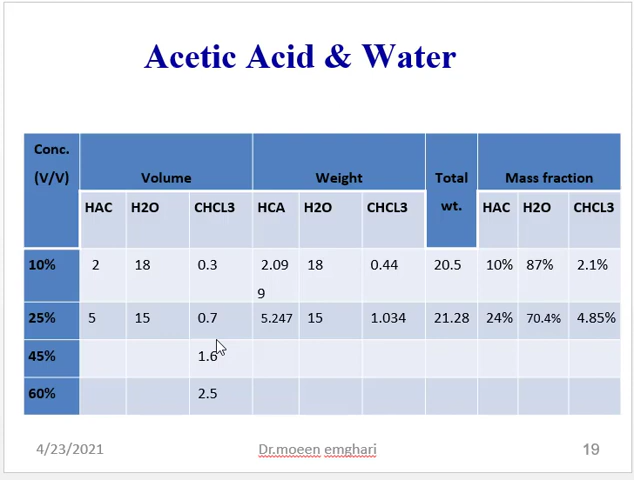 Acetic Acid & Water
Conc. (V/V) Volume Weight Total wt. Mass fraction
HAC H2O CHCL3 HCA H2O CHCL3 HAC H2O CHCL3
10% 2 18 0.3 2.099 18 0.44 20.5 10% 87% 2.1%
25% 5 15 0.7 5.247 15 1.034 21.28 24% 70.4% 4.85%
45% 1.6
60% 2.5
4/23/2021 Dr.moeen emghari 19